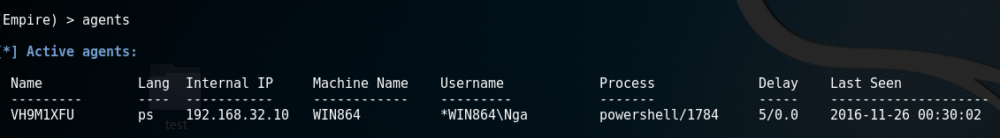 (Empire) > agents
[*] Active agents:
Name Lang Internal IP Machine Name Username Process Delay Last Seen
--------- ---- ----------- ------------ --------- ------- ----- --------------------
VH9M1XFU ps 192.168.32.10 WIN864 *WIN864\Nga powershell/1784 5/0.0 2016-11-26 00:30:02
test